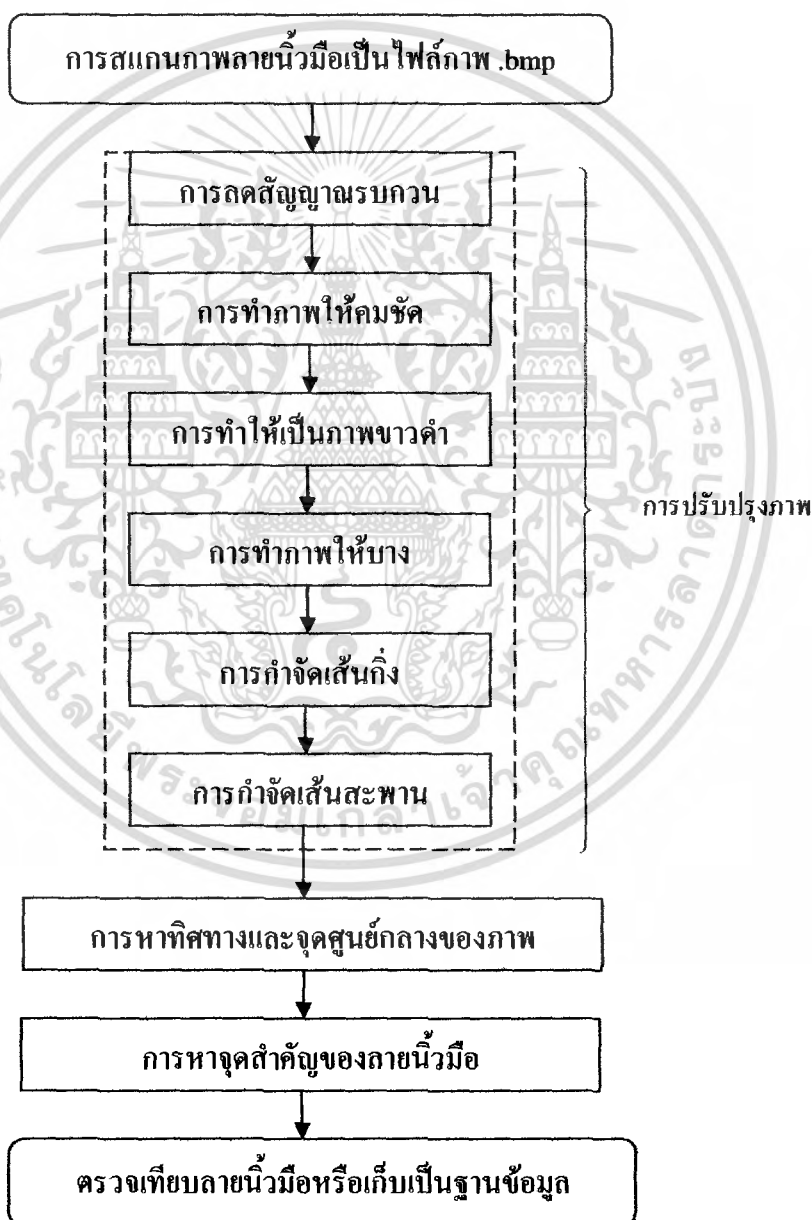 การสแกนภาพลายนิ้วมือเป็นไฟล์ภาพ .bmp
การลดสัญญาณรบกวน
การทำภาพให้คมชัด
การทำให้เป็นภาพขาวดำ
การทำภาพให้บาง
การกำจัดเส้นกิ่ง
การกำจัดเส้นสะพาน
การปรับปรุงภาพ
การหาทิศทางและจุดศูนย์กลางของภาพ
การหาจุดสำคัญของลายนิ้วมือ
ตรวจเทียบลายนิ้วมือหรือเก็บเป็นฐานข้อมูล